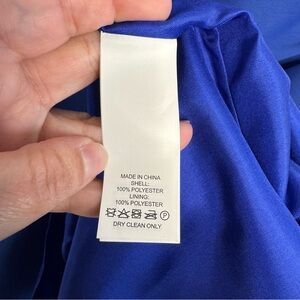 MADE IN CHINA
SHELL:
100% POLYESTER
LINING:
100% POLYESTER
P
DRY CLEAN ONLY